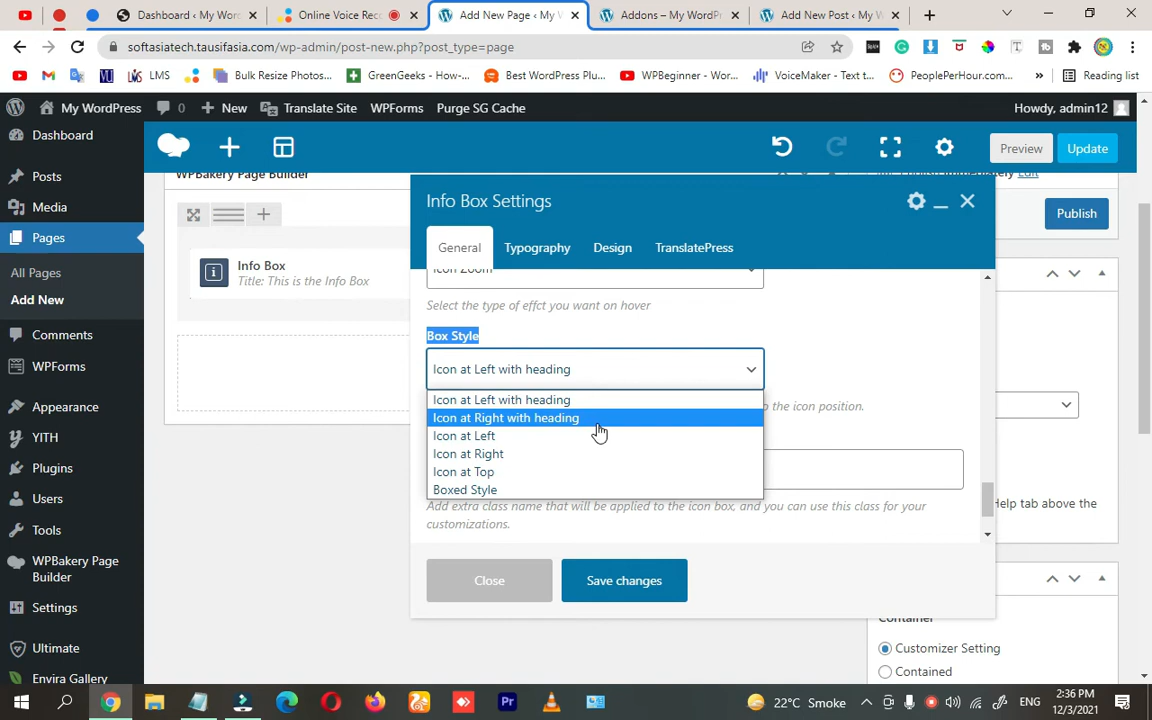 Dashboard ‹ My Wor
Online Voice Rec
Add New Page ‹ My V
Addons – My WordPr
Add New Post ‹ My W
softasiatech.tausifasia.com/wp-admin/post-new.php?post_type=page
LMS
Bulk Resize Photos...
GreenGeeks - How-...
Best WordPress Plu...
WPBeginner - Wor...
VoiceMaker - Text t...
PeoplePerHour.com...
»
Reading list
My WordPress
0
New
Translate Site
WPForms
Purge SG Cache
Howdy, admin12
Dashboard
Posts
Media
Pages
All Pages
Add New
Comments
WPForms
Appearance
YITH
Plugins
Users
Tools
WPBakery Page
Builder
Settings
Ultimate
Envira Gallery
Preview
Update
WPBakery Page Builder
immediately Edit
Publish
Info Box
Title: This is the Info Box
Info Box Settings
General
Typography
Design
TranslatePress
Icon Zoom
Select the type of effct you want on hover
Box Style
Icon at Left with heading
Icon at Left with heading
Icon at Right with heading
Icon at Left
Icon at Right
Icon at Top
Boxed Style
the icon position.
Add extra class name that will be applied to the icon box, and you can use this class for your
customizations.
Close
Save changes
Help tab above the
Container
Customizer Setting
Contained
22°C Smoke
ENG
2:36 PM
12/3/2021